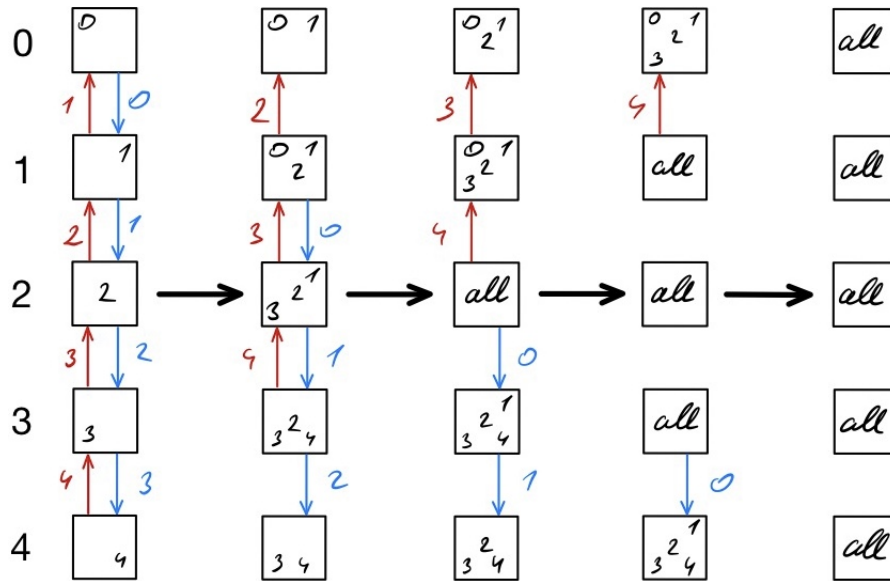 0 0 0 1 0 1 2 0 1 2 3 all
1 0 2 3 4
1 1 0 1 2 0 1 2 3 all all
2 1 3 0 4
2 2 1 2 3 all all all
3 2 4 1 0
3 3 2 3 4 1 2 3 4 all all
4 3 2 1 0
4 4 3 4 2 3 4 1 2 3 4 all